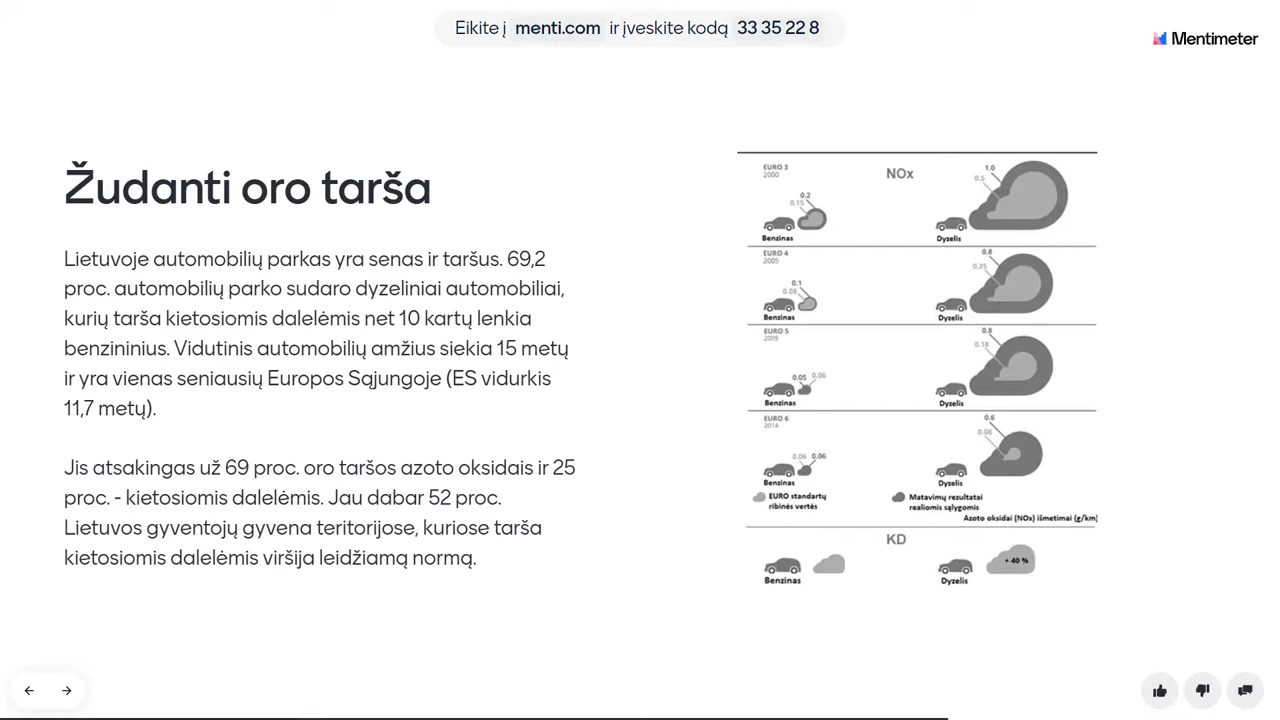 Eikite į menti.com ir įveskite kodą 33 35 22 8
Mentimeter
Žudanti oro tarša
Lietuvoje automobilių parkas yra senas ir taršus. 69,2
proc. automobilių parko sudaro dyzeliniai automobiliai,
kurių tarša kietosiomis dalelėmis net 10 kartų lenkia
benzininius. Vidutinis automobilių amžius siekia 15 metų
ir yra vienas seniausių Europos Sąjungoje (ES vidurkis
11,7 metų).
Jis atsakingas už 69 proc. oro taršos azoto oksidais ir 25
proc. - kietosiomis dalelėmis. Jau dabar 52 proc.
Lietuvos gyventojų gyvena teritorijose, kuriose tarša
kietosiomis dalelėmis viršija leidžiamą normą.
NOx
EURO 3
2000
0.2
0.15
Benzinas
1.0
0.5
Dyzelis
EURO 4
2005
0.1
0.08
Benzinas
0.8
0.25
Dyzelis
EURO 5
2009
0.05 0.06
Benzinas
0.8
0.18
Dyzelis
EURO 6
2014
0.06 0.06
Benzinas
0.6
0.08
Dyzelis
EURO standartų
ribinės vertės
Matavimų rezultatai
realiomis sąlygomis
Azoto oksidai (NOx) išmetimai (g/km)
KD
Benzinas
+ 40 %
Dyzelis